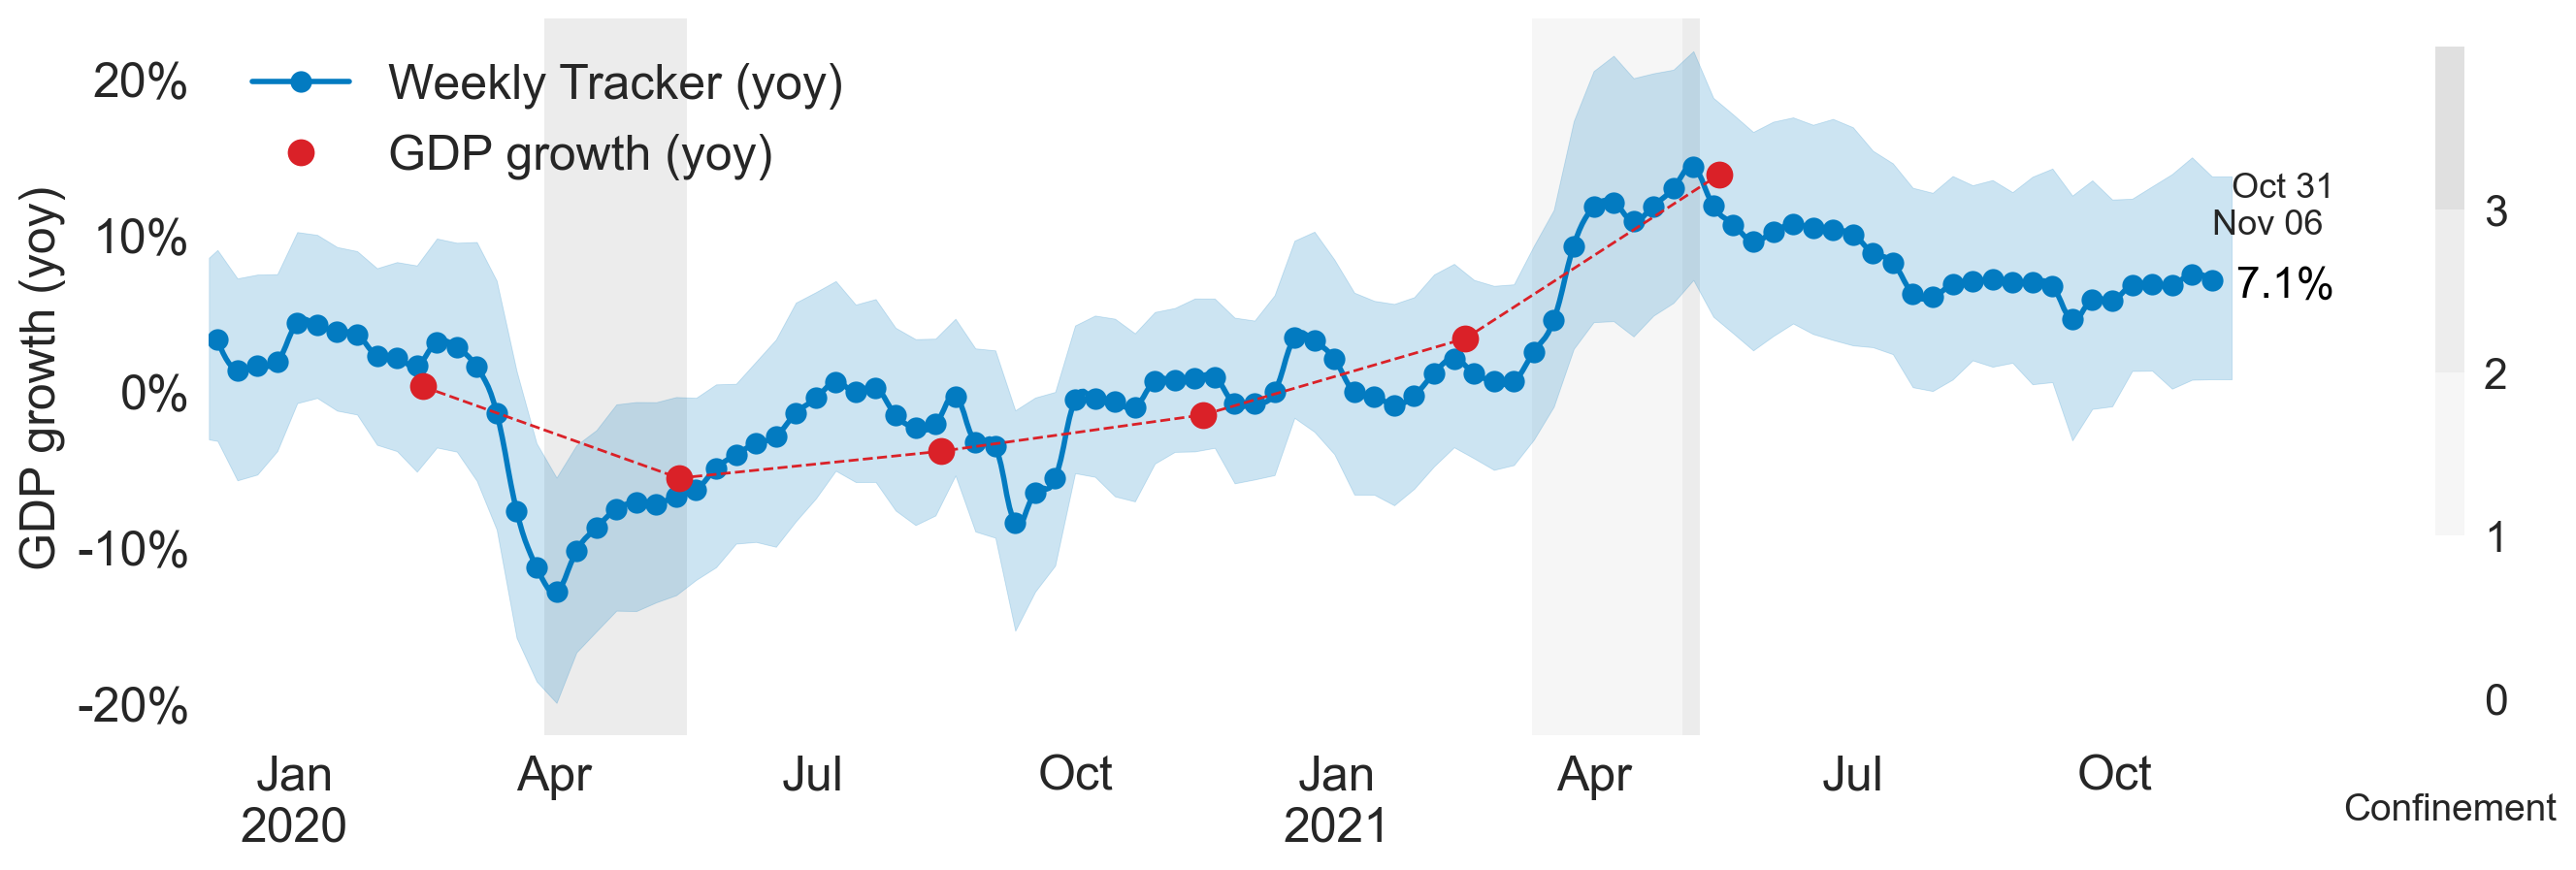 Weekly Tracker (yoy)
GDP growth (yoy)
GDP growth (yoy)
20%
10%
0%
-10%
-20%
Jan
2020
Apr
Jul
Oct
Jan
2021
Apr
Jul
Oct
Oct 31
Nov 06
7.1%
3
2
1
0
Confinement